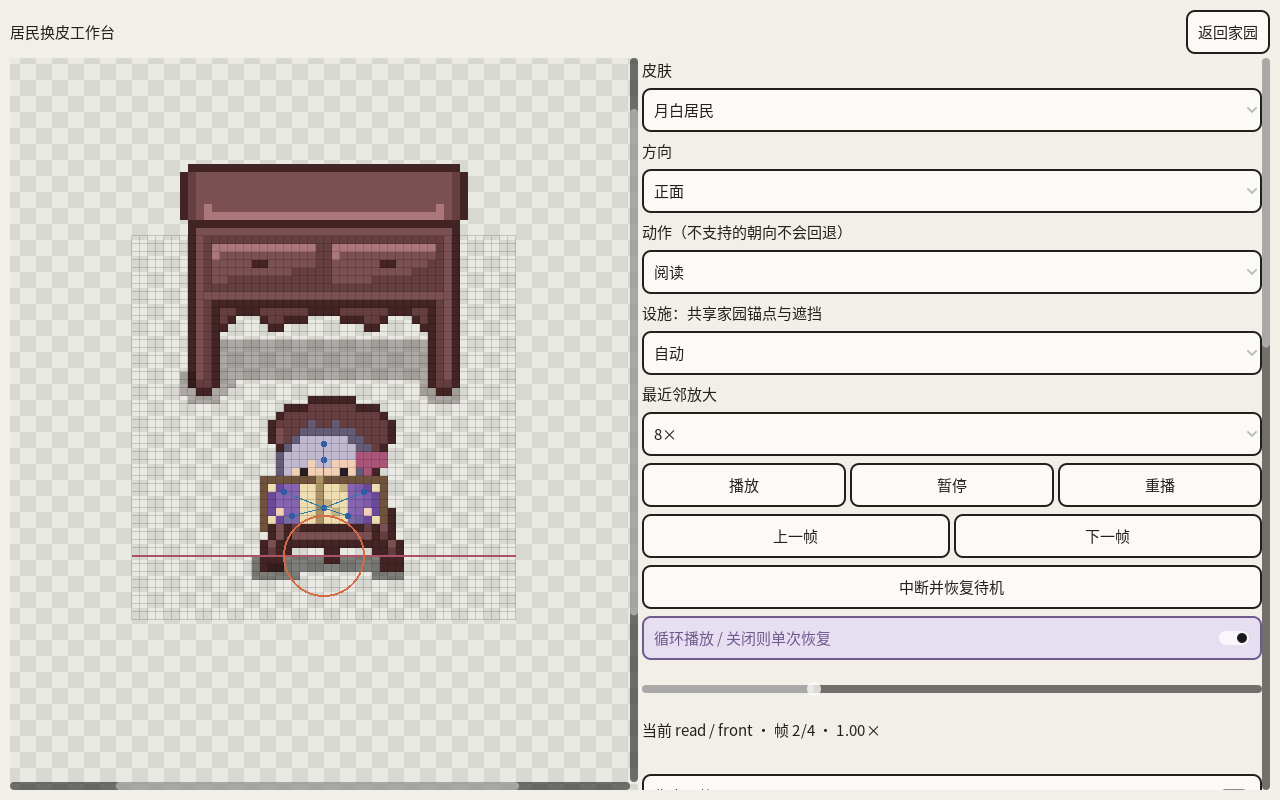 居民换皮工作台
返回家园
皮肤
月白居民
方向
正面
动作（不支持的朝向不会回退）
阅读
设施：共享家园锚点与遮挡
自动
最近邻放大
8×
播放
暂停
重播
上一帧
下一帧
中断并恢复待机
循环播放 / 关闭则单次恢复
当前 read / front · 帧 2/4 · 1.00×